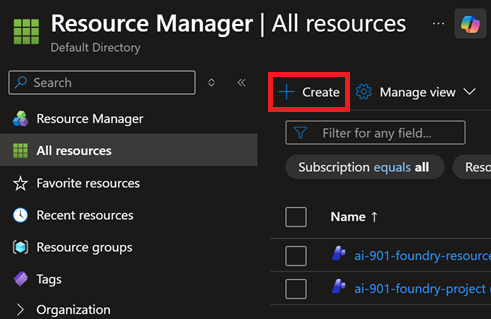 Resource Manager | All resources
Default Directory
Search
Create
Manage view
Resource Manager
All resources
Favorite resources
Recent resources
Resource groups
Tags
Organization
Filter for any field...
Subscription equals all
Reso
Name ↑
ai-901-foundry-resource
ai-901-foundry-project (